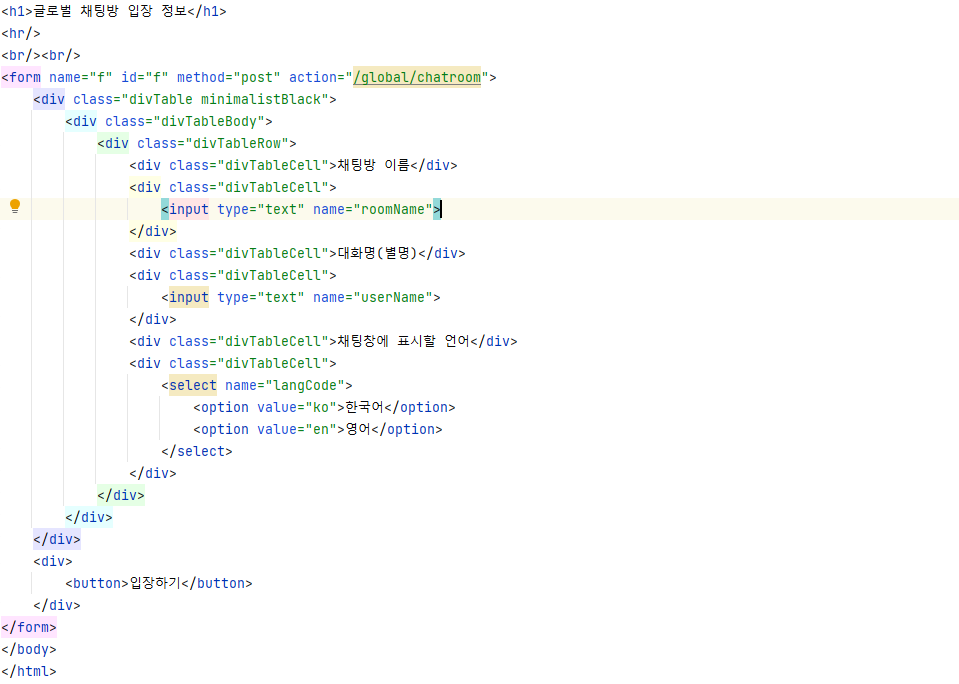 <h1>글로벌 채팅방 입장 정보</h1>
<hr/>
<br/><br/>
<form name="f" id="f" method="post" action="/global/chatroom">
    <div class="divTable minimalistBlack">
        <div class="divTableBody">
            <div class="divTableRow">
                <div class="divTableCell">채팅방 이름</div>
                <div class="divTableCell">
                    <input type="text" name="roomName">
                </div>
                <div class="divTableCell">대화명(별명)</div>
                <div class="divTableCell">
                    <input type="text" name="userName">
                </div>
                <div class="divTableCell">채팅창에 표시할 언어</div>
                <div class="divTableCell">
                    <select name="langCode">
                        <option value="ko">한국어</option>
                        <option value="en">영어</option>
                    </select>
                </div>
            </div>
        </div>
    </div>
    <div>
        <button>입장하기</button>
    </div>
</form>
</body>
</html>